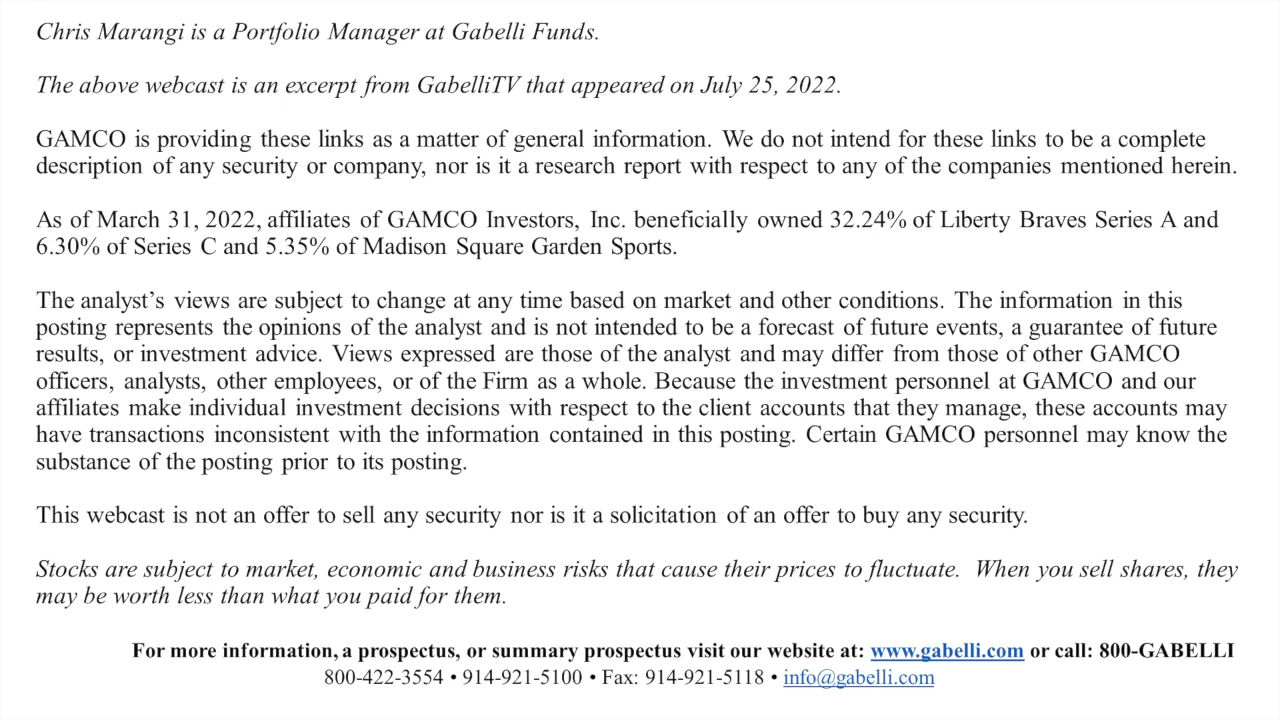 Chris Marangi is a Portfolio Manager at Gabelli Funds.
The above webcast is an excerpt from GabelliTV that appeared on July 25, 2022.
GAMCO is providing these links as a matter of general information. We do not intend for these links to be a complete
description of any security or company, nor is it a research report with respect to any of the companies mentioned herein.
As of March 31, 2022, affiliates of GAMCO Investors, Inc. beneficially owned 32.24% of Liberty Braves Series A and
6.30% of Series C and 5.35% of Madison Square Garden Sports.
The analyst’s views are subject to change at any time based on market and other conditions. The information in this
posting represents the opinions of the analyst and is not intended to be a forecast of future events, a guarantee of future
results, or investment advice. Views expressed are those of the analyst and may differ from those of other GAMCO
officers, analysts, other employees, or of the Firm as a whole. Because the investment personnel at GAMCO and our
affiliates make individual investment decisions with respect to the client accounts that they manage, these accounts may
have transactions inconsistent with the information contained in this posting. Certain GAMCO personnel may know the
substance of the posting prior to its posting.
This webcast is not an offer to sell any security nor is it a solicitation of an offer to buy any security.
Stocks are subject to market, economic and business risks that cause their prices to fluctuate. When you sell shares, they
may be worth less than what you paid for them.
For more information, a prospectus, or summary prospectus visit our website at: www.gabelli.com or call: 800-GABELLI
800-422-3554 • 914-921-5100 • Fax: 914-921-5118 • info@gabelli.com